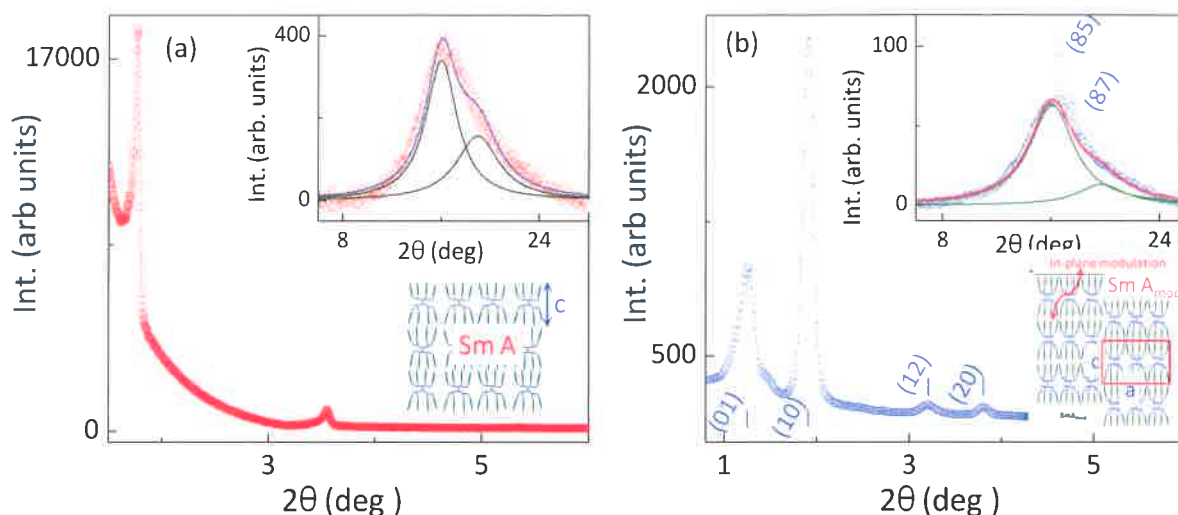 (a)
17000
Int. (arb units)
0
3
5
2θ (deg )
400
Int. (arb. units)
0
8
24
2θ (deg)
c
Sm A
(b)
2000
Int. (arb units)
500
1
3
5
2θ (deg )
(01)
(10)
(12)
(20)
100
Int. (arb. units)
0
8
24
2θ (deg)
(85)
(87)
In-plane modulation
Sm A
c
a